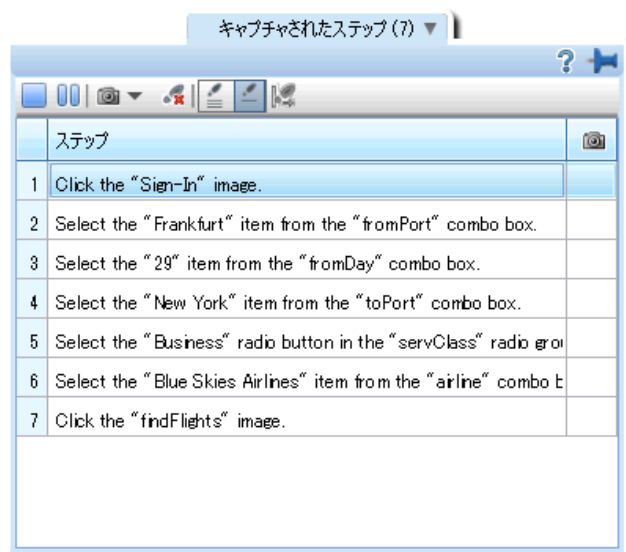 キャプチャされたステップ (7) ▼
?
ステップ
1 Click the "Sign-In" image.
2 Select the "Frankfurt" item from the "fromPort" combo box.
3 Select the "29" item from the "fromDay" combo box.
4 Select the "New York" item from the "toPort" combo box.
5 Select the "Business" radio button in the "servClass" radio
6 Select the "Blue Skies Airlines" item from the "airline" combo
7 Click the "findFlights" image.